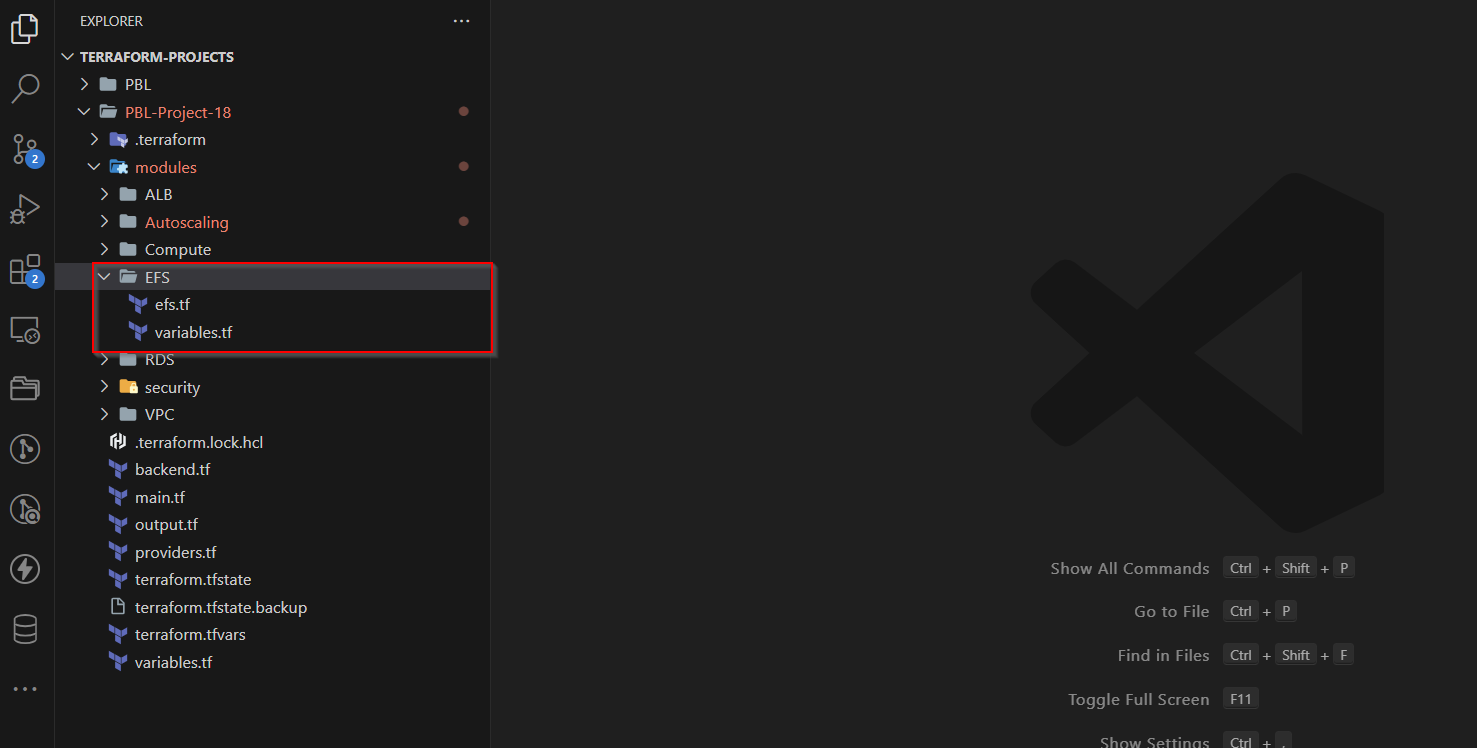 EXPLORER
TERRAFORM-PROJECTS
PBL
PBL-Project-18
.terraform
modules
ALB
Autoscaling
Compute
EFS
efs.tf
variables.tf
RDS
security
VPC
.terraform.lock.hcl
backend.tf
main.tf
output.tf
providers.tf
terraform.tfstate
terraform.tfstate.backup
terraform.tfvars
variables.tf
2
2
Show All Commands Ctrl + Shift + P
Go to File Ctrl + P
Find in Files Ctrl + Shift + F
Toggle Full Screen F11
Show Settings Ctrl + ,